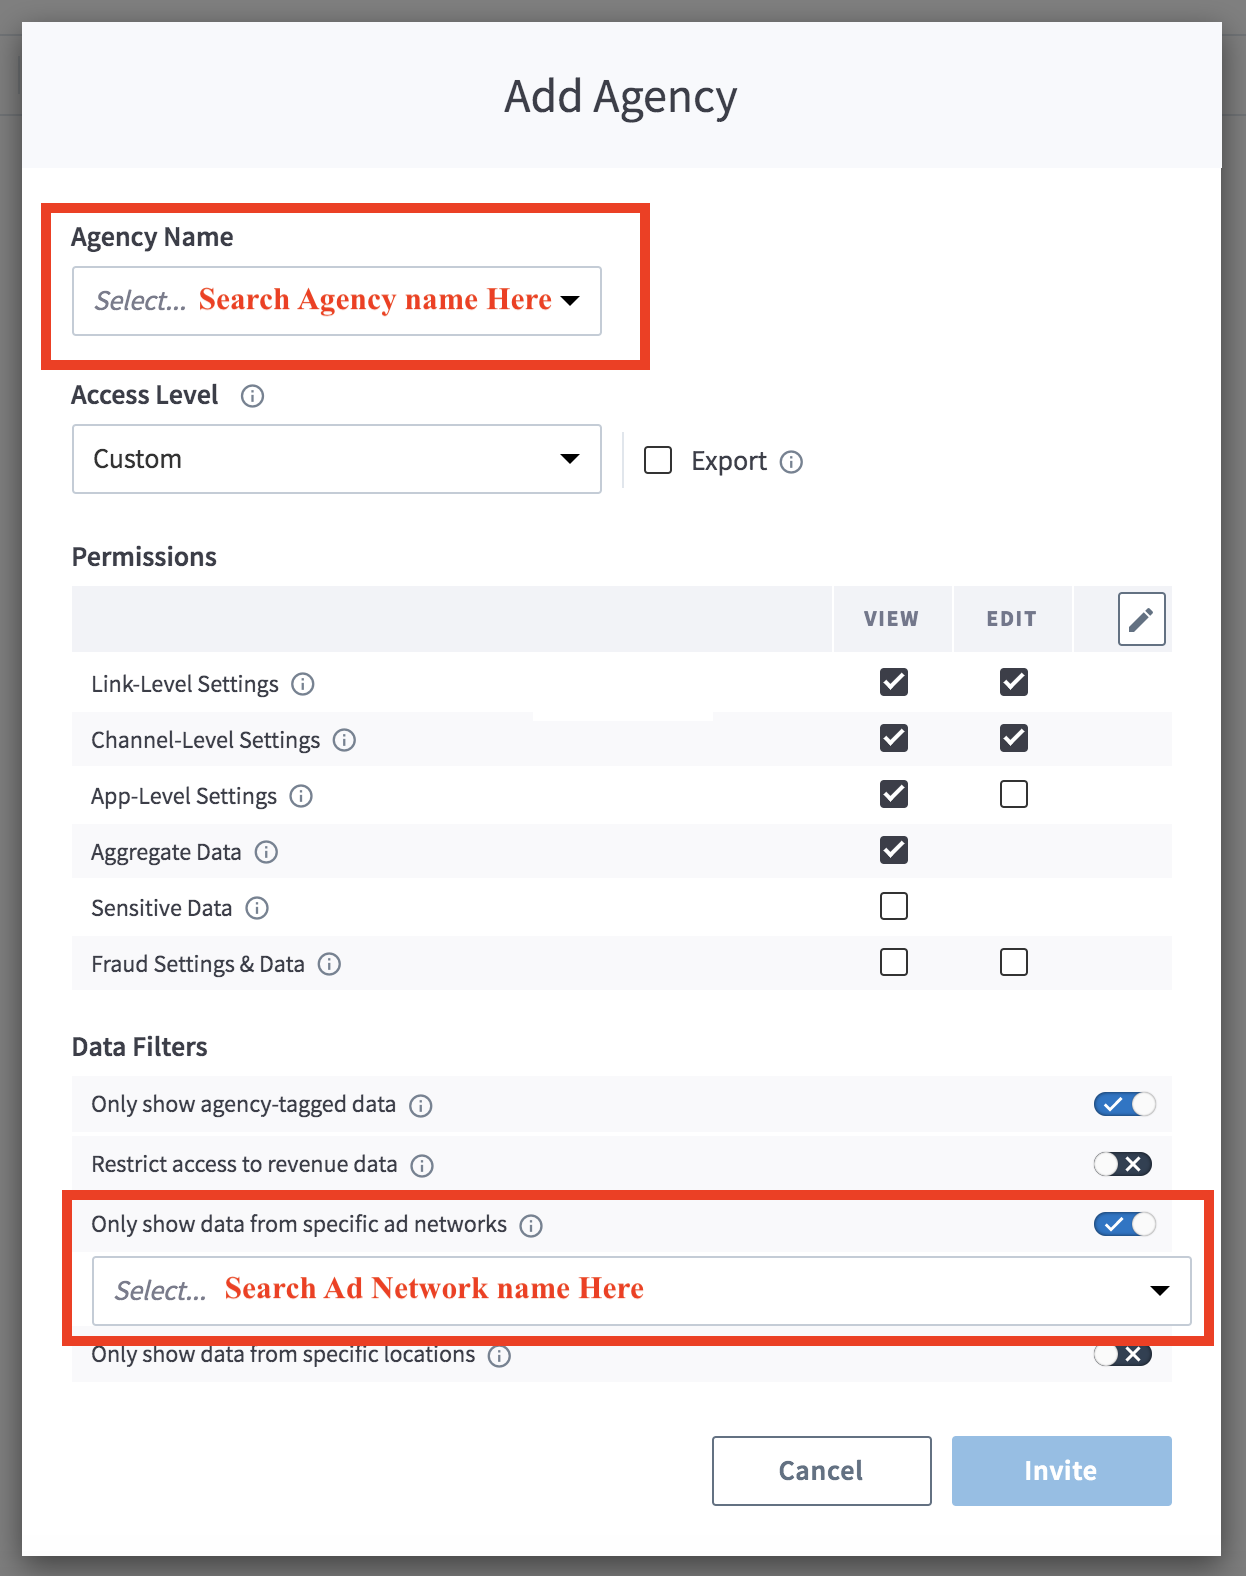 Add Agency
Agency Name
Select... Search Agency name Here
Access Level
Custom
Export
Permissions
VIEW EDIT
Link-Level Settings
Channel-Level Settings
App-Level Settings
Aggregate Data
Sensitive Data
Fraud Settings & Data
Data Filters
Only show agency-tagged data
Restrict access to revenue data
Only show data from specific ad networks
Select... Search Ad Network name Here
Only show data from specific locations
Cancel Invite